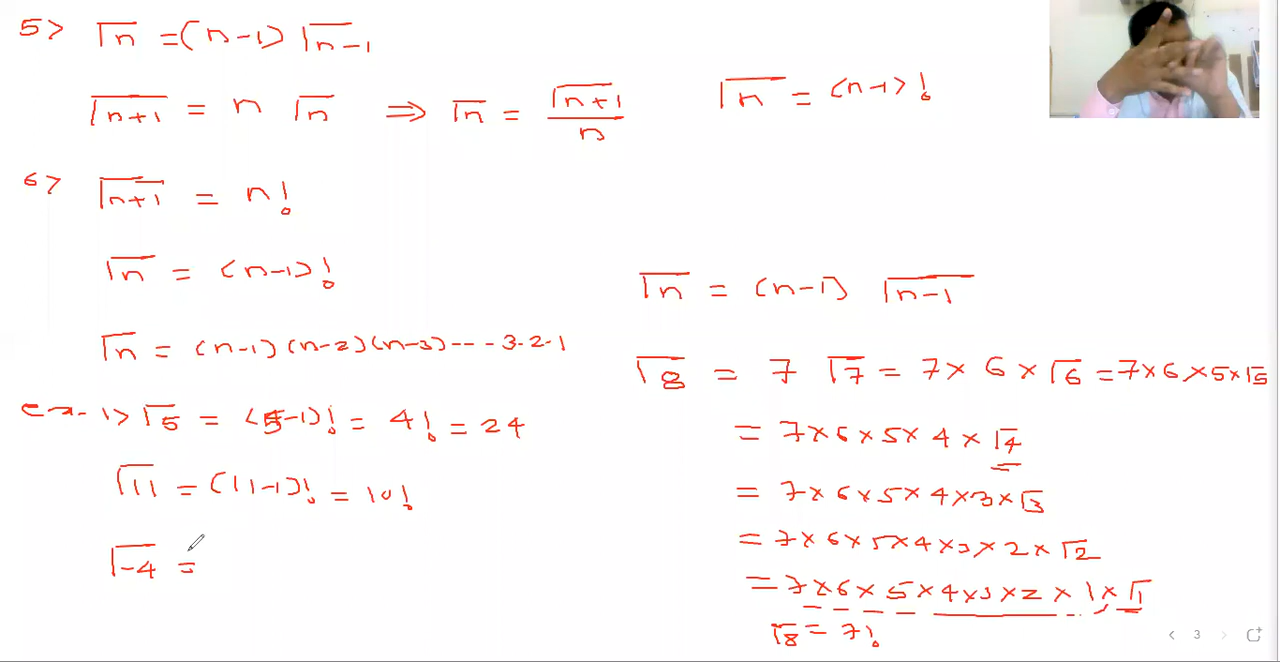 5> Γn = (n-1) Γn-1
Γn+1 = n Γn ⇒ Γn = Γn+1 / n
Γn = (n-1)!
6> Γn+1 = n!
Γn = (n-1)!
Γn = (n-1)(n-2)(n-3)----3·2·1
ex-1> Γ5 = (5-1)! = 4! = 24
Γ11 = (11-1)! = 10!
Γ-4 =
Γn = (n-1) Γn-1
Γ8 = 7 Γ7 = 7×6×Γ6 = 7×6×5×Γ5
= 7×6×5×4×Γ4
= 7×6×5×4×3×Γ3
= 7×6×5×4×3×2×Γ2
= 7×6×5×4×3×2×1×Γ1
Γ8 = 7!
< 3 >